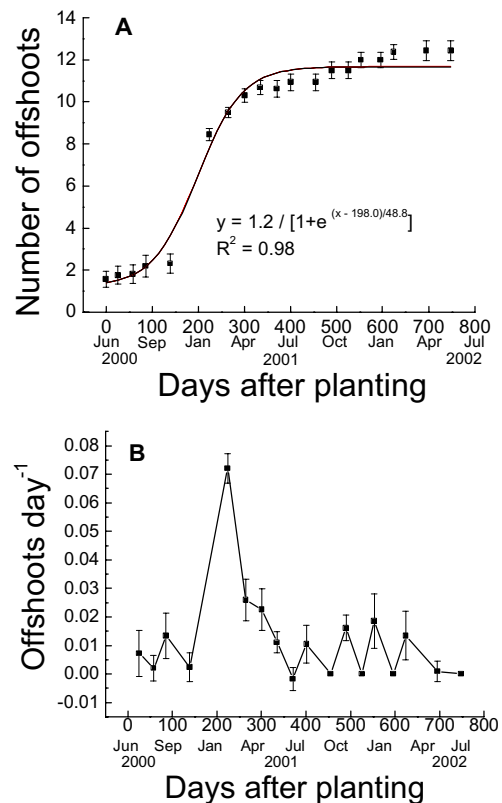 A
Number of offshoots
14
12
10
8
6
4
2
0
y = 1.2 / [1+e (x - 198.0)/48.8]
R2 = 0.98
0 100 200 300 400 500 600 700 800
Jun Sep Jan Apr Jul Oct Jan Apr Jul
2000 2001 2002
Days after planting
B
Offshoots day-1
0.08
0.07
0.06
0.05
0.04
0.03
0.02
0.01
0.00
-0.01
0 100 200 300 400 500 600 700 800
Jun Sep Jan Apr Jul Oct Jan Apr Jul
2000 2001 2002
Days after planting